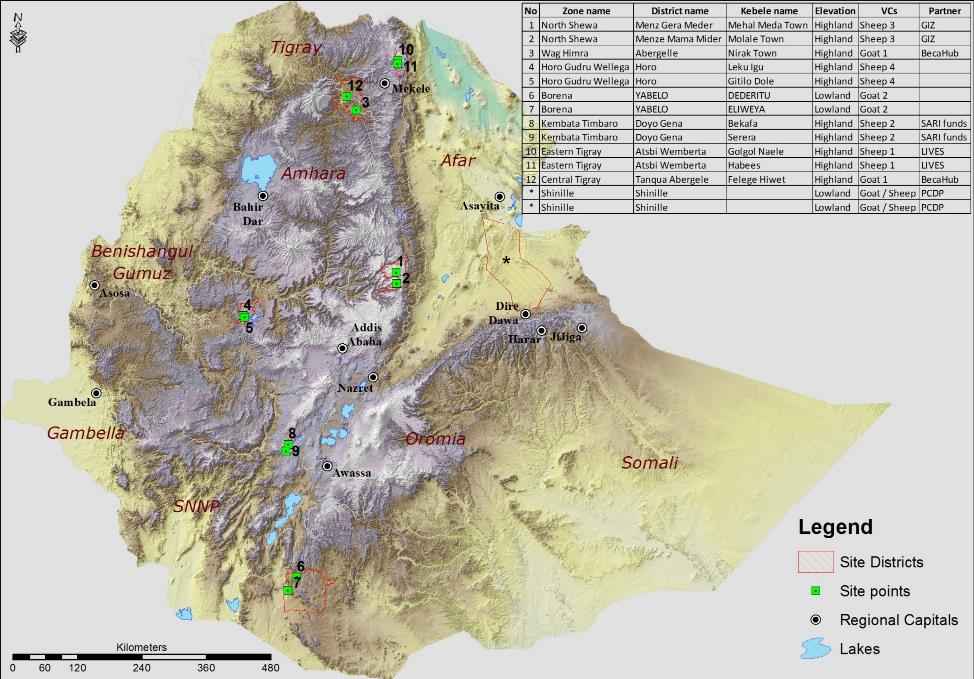 N
No Zone name District name Kebele name Elevation VCs Partner
1 North Shewa Menz Gera Meder Mehal Meda Town Highland Sheep 3 GIZ
2 North Shewa Menze Mama Mider Molale Town Highland Sheep 3 GIZ
3 Wag Himra Abergelle Nirak Town Highland Goat 1 BecaHub
4 Horo Gudru Wellega Horo Leku Igu Highland Sheep 4
5 Horo Gudru Wellega Horo Gitilo Dole Highland Sheep 4
6 Borena YABELO DEDERITU Lowland Goat 2
7 Borena YABELO ELIWEYA Lowland Goat 2
8 Kembata Timbaro Doyo Gena Bekafa Highland Sheep 2 SARI funds
9 Kembata Timbaro Doyo Gena Serera Highland Sheep 2 SARI funds
10 Eastern Tigray Atsbi Wemberta Golgol Naele Highland Sheep 1 LIVES
11 Eastern Tigray Atsbi Wemberta Habees Highland Sheep 1 LIVES
12 Central Tigray Tanqua Abergele Felege Hiwet Highland Goat 1 BecaHub
* Shinille Shinille Lowland Goat / Sheep PCDP
* Shinille Shinille Lowland Goat / Sheep PCDP
Tigray
10
11
Mekele
12
3
Afar
Amhara
Asayita
Bahir
Dar
Benishangul
Gumuz
*
1
2
Asosa
4
5
Dire
Dawa
Harar
JiJiga
Addis
Ababa
Nazret
Gambela
Gambella
8
9
Oromia
Awassa
Somali
SNNP
6
7
Legend
Site Districts
Site points
Regional Capitals
Lakes
Kilometers
0 60 120 240 360 480